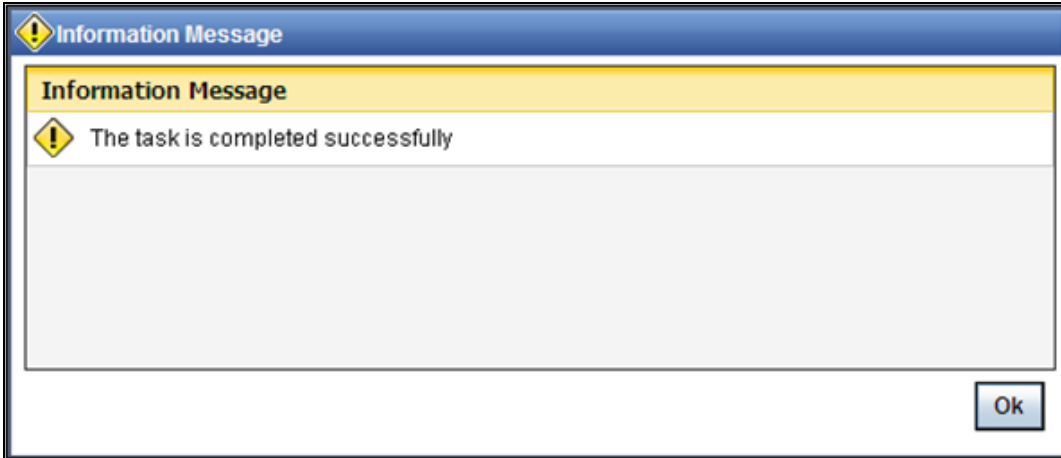 Information Message
Information Message
The task is completed successfully
Ok